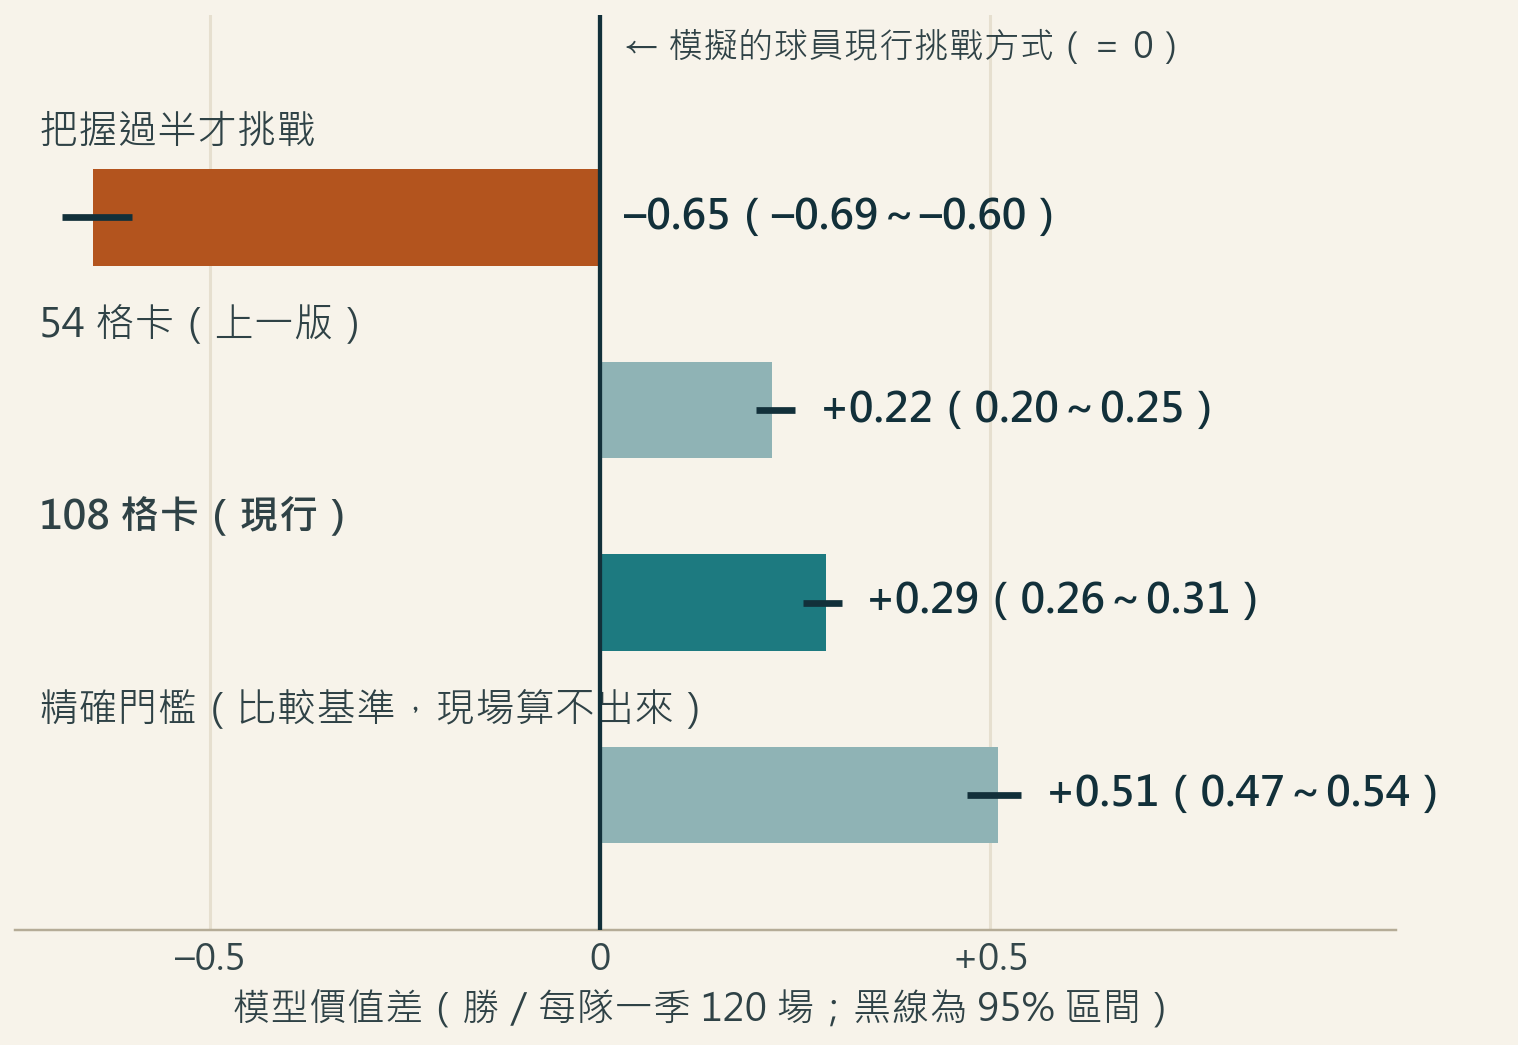 ← 模擬的球員現行挑戰方式（ = 0 ）
把握過半才挑戰
−0.65（ −0.69～−0.60 ）
54 格卡（ 上一版 ）
+0.22（ 0.20～0.25 ）
108 格卡（ 現行 ）
+0.29（ 0.26～0.31 ）
精確門檻（ 比較基準，現場算不出來 ）
+0.51（ 0.47～0.54 ）
−0.5 0 +0.5
模型價值差（ 勝 / 每隊一季 120 場；黑線為 95% 區間 ）